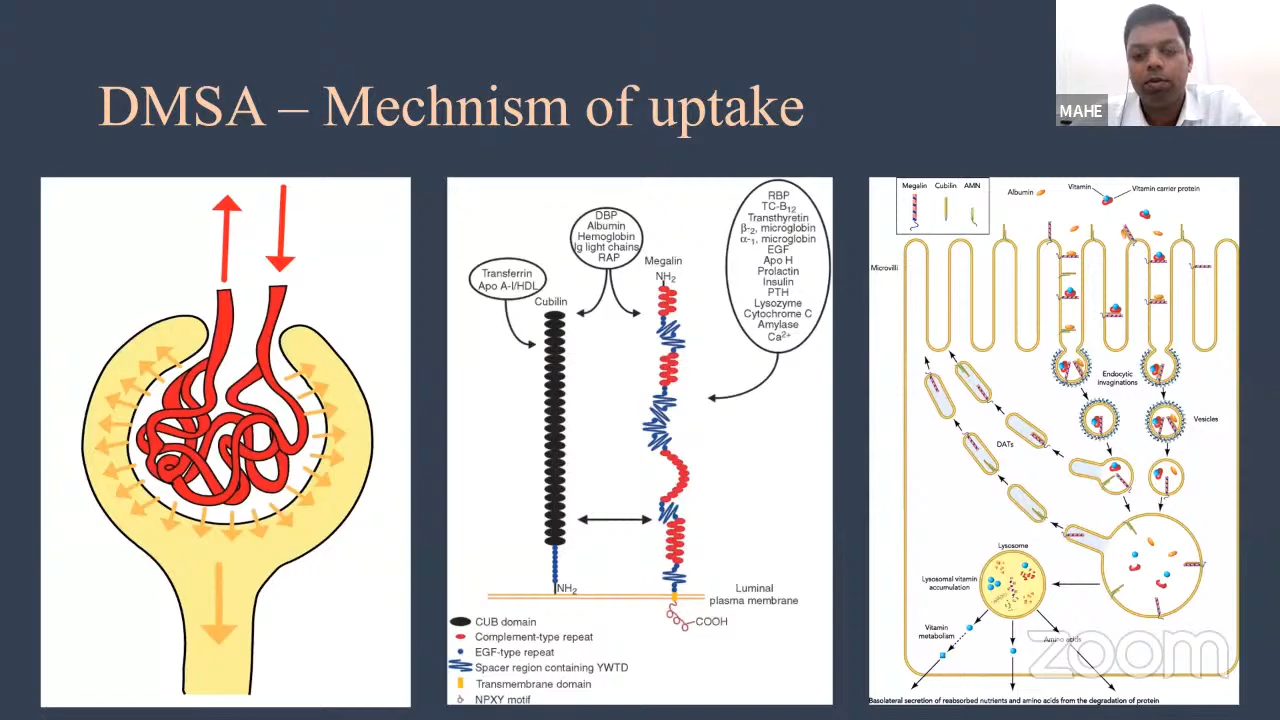 DMSA – Mechnism of uptake
MAHE
Transferrin
Apo A-I/HDL
Cubilin
DBP
Albumin
Hemoglobin
Ig light chains
RAP
Megalin
NH2
RBP
TC-B12
Transthyretin
β-2, microglobin
α-1, microglobin
EGF
Apo H
Prolactin
Insulin
PTH
Lysozyme
Cytochrome C
Amylase
Ca2+
NH2
Luminal
plasma membrane
COOH
CUB domain
Complement-type repeat
EGF-type repeat
Spacer region containing YWTD
Transmembrane domain
NPXY motif
Megalin Cubilin AMN
Albumin
Vitamin
Vitamin carrier protein
Microvilli
Endocytic
invaginations
Vesicles
DATs
Lysosome
Lysosomal vitamin
accumulation
Vitamin
metabolism
Amino acids
zoom
Basolateral secretion of reabsorbed nutrients and amino acids from the degradation of protein